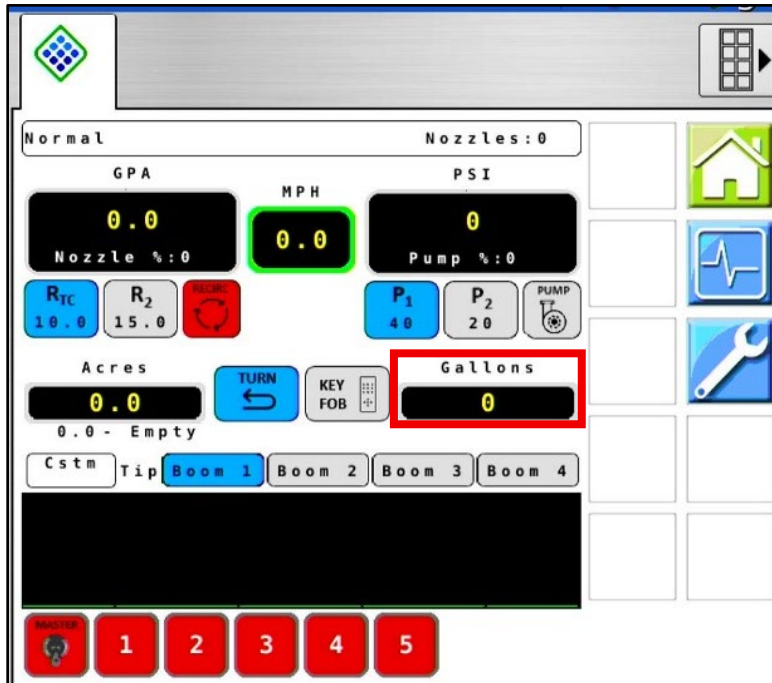 Normal Nozzles:0
GPA MPH PSI
0.0 0.0 0
Nozzle %:0 Pump %:0
RTC R2 RECIRC P1 P2 PUMP
10.0 15.0 40 20
Acres TURN KEY FOB Gallons
0.0 0
0.0- Empty
Cstm Tip Boom 1 Boom 2 Boom 3 Boom 4
MASTER 1 2 3 4 5